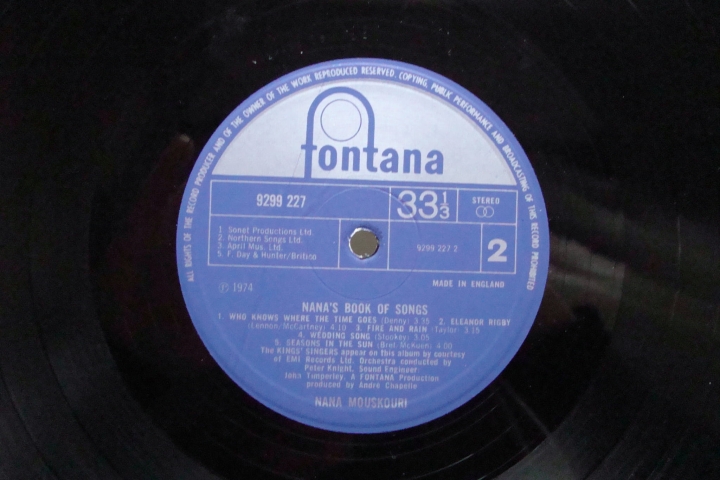 ALL RIGHTS OF THE RECORD PRODUCER AND OF THE OWNER OF THE WORK REPRODUCED RESERVED. COPYING, PUBLIC PERFORMANCE AND BROADCASTING OF THIS RECORD PROHIBITED
fontana
9299 227
33 1/3
STEREO
1 Sonet Productions Ltd.
2. Northern Songs Ltd.
3. April Mus. Ltd.
5. F. Day & Hunter/Britico
9299 227 2
2
MADE IN ENGLAND
Ⓟ 1974
NANA'S BOOK OF SONGS
1. WHO KNOWS WHERE THE TIME GOES (Denny) 3.55 2. ELEANOR RIGBY
(Lennon/McCartney) 4.10 3. FIRE AND RAIN (Taylor) 3.15
4. WEDDING SONG (Stookey) 3.05
5. SEASONS IN THE SUN (Brel-McKuen) 4.00
The KINGS' SINGERS appear on this album by courtesy
of EMI Records Ltd. Orchestra conducted by
Peter Knight, Sound Engineer
John Timperley, A FONTANA Production
produced by André Chapelle
NANA MOUSKOURI